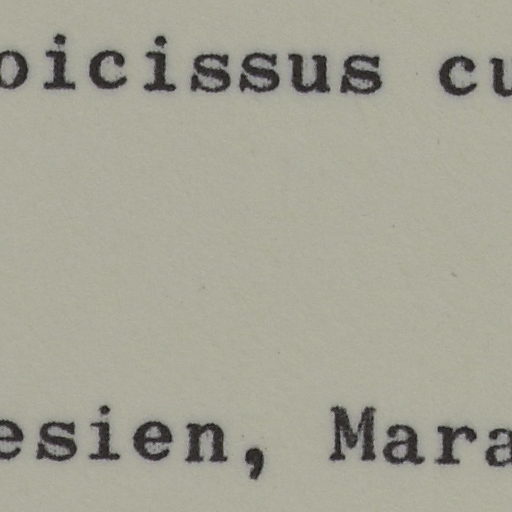 oicissus cu
esien, Mara